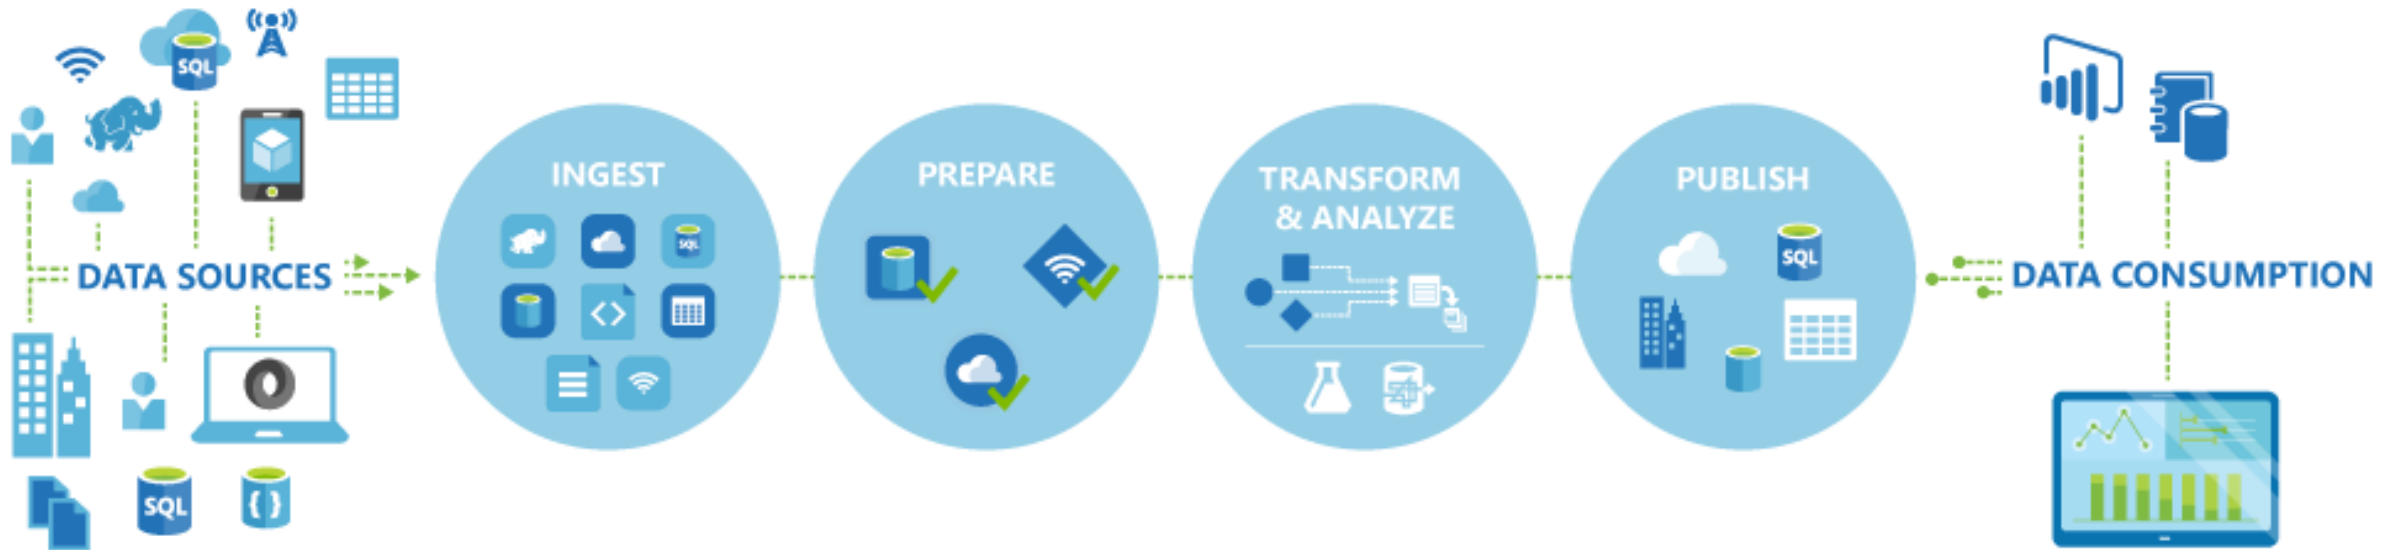 SQL
DATA SOURCES
SQL
{ }
INGEST
SQL
<>
PREPARE
TRANSFORM
& ANALYZE
PUBLISH
SQL
DATA CONSUMPTION